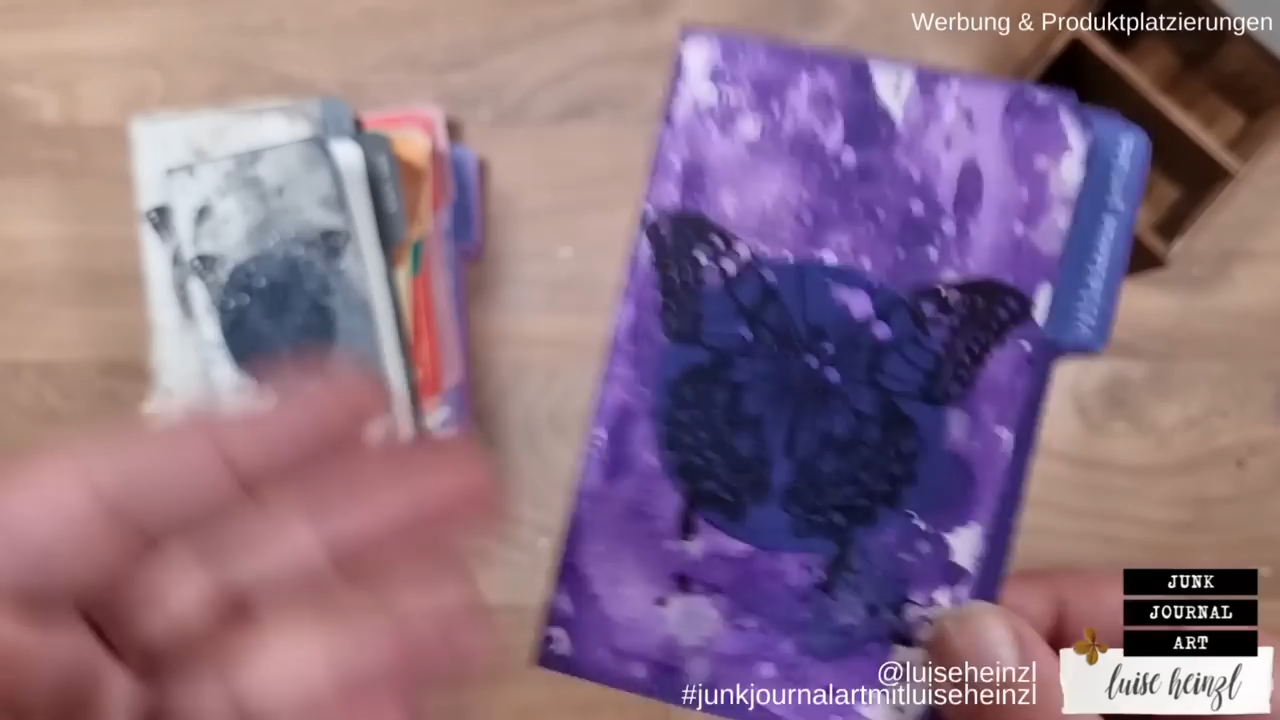 Werbung & Produktplatzierungen
JUNK
JOURNAL
ART
@luiseheinzl
#junkjournalartmitluiseheinzl
luise heinzl